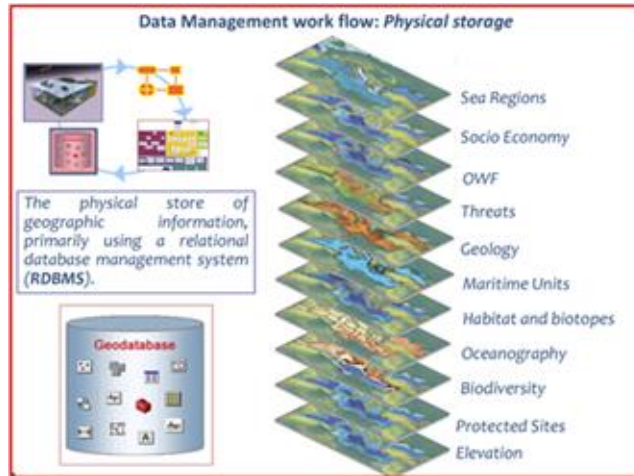 Data Management work flow: Physical storage
The physical store of
geographic information,
primarily using a relational
database management system
(RDBMS).
Geodatabase
A
Sea Regions
Socio Economy
OWF
Threats
Geology
Maritime Units
Habitat and biotopes
Oceanography
Biodiversity
Protected Sites
Elevation